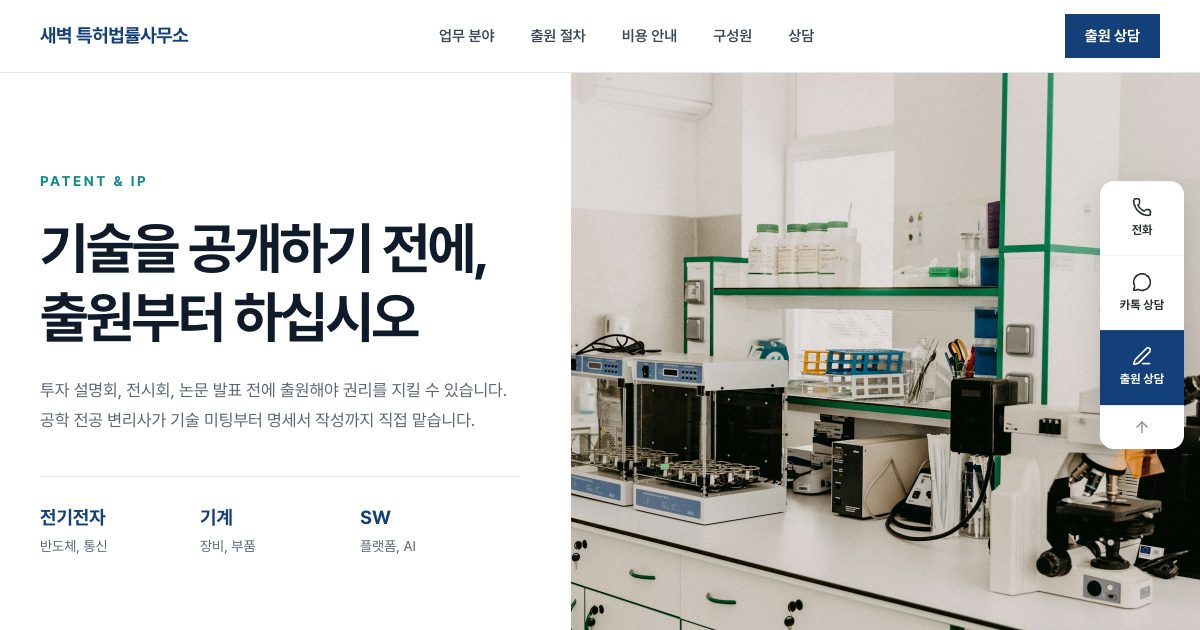 새벽 특허법률사무소
업무 분야
출원 절차
비용 안내
구성원
상담
출원 상담
PATENT & IP
기술을 공개하기 전에,
출원부터 하십시오
투자 설명회, 전시회, 논문 발표 전에 출원해야 권리를 지킬 수 있습니다.
공학 전공 변리사가 기술 미팅부터 명세서 작성까지 직접 맡습니다.
전기전자
반도체, 통신
기계
장비, 부품
SW
플랫폼, AI
전화
카톡 상담
출원 상담